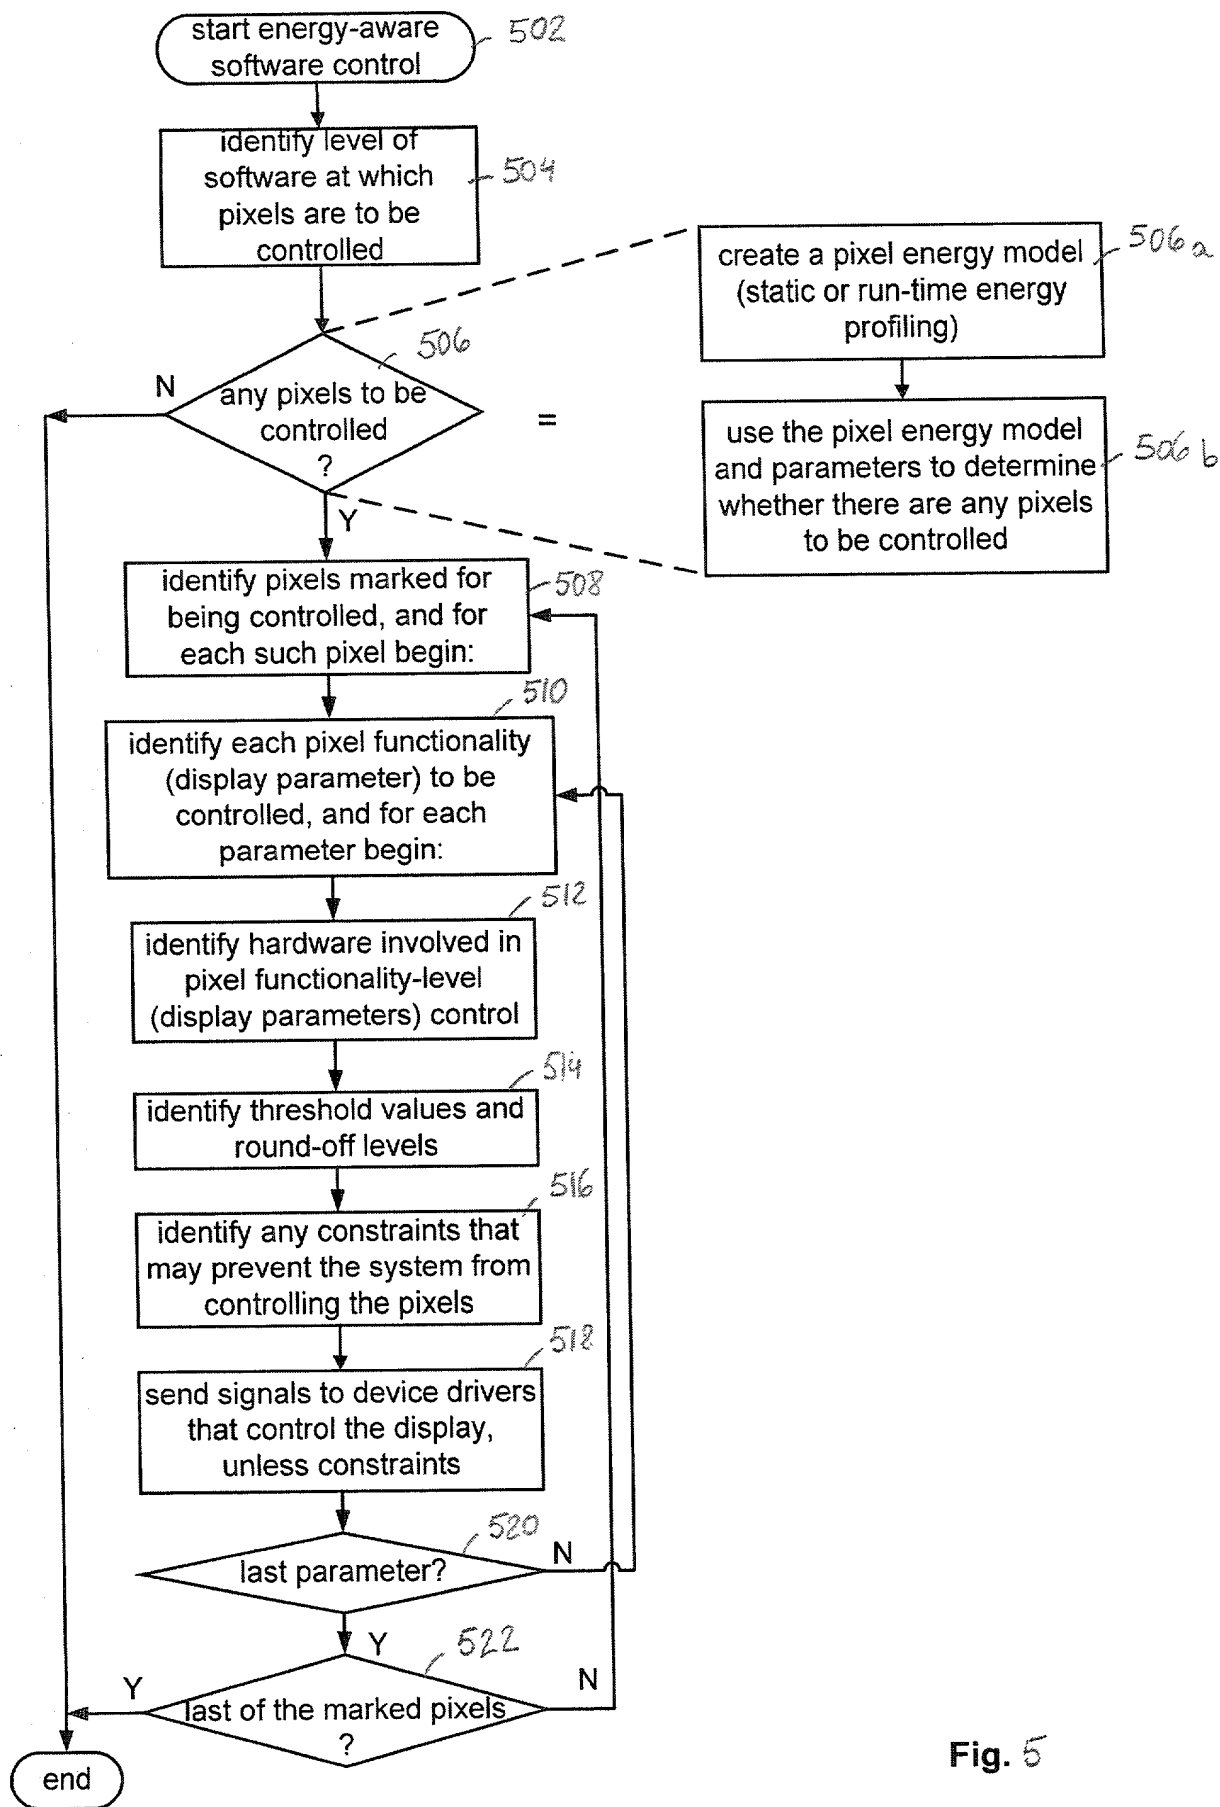 start energy-aware
software control
502
identify level of
software at which
pixels are to be
controlled
504
506
N
any pixels to be
controlled
?
Y
=
create a pixel energy model
(static or run-time energy
profiling)
506a
use the pixel energy model
and parameters to determine
whether there are any pixels
to be controlled
506b
identify pixels marked for
being controlled, and for
each such pixel begin:
508
510
identify each pixel functionality
(display parameter) to be
controlled, and for each
parameter begin:
512
identify hardware involved in
pixel functionality-level
(display parameters) control
514
identify threshold values and
round-off levels
516
identify any constraints that
may prevent the system from
controlling the pixels
518
send signals to device drivers
that control the display,
unless constraints
520
last parameter?
N
Y
522
Y
last of the marked pixels
?
N
end
Fig. 5